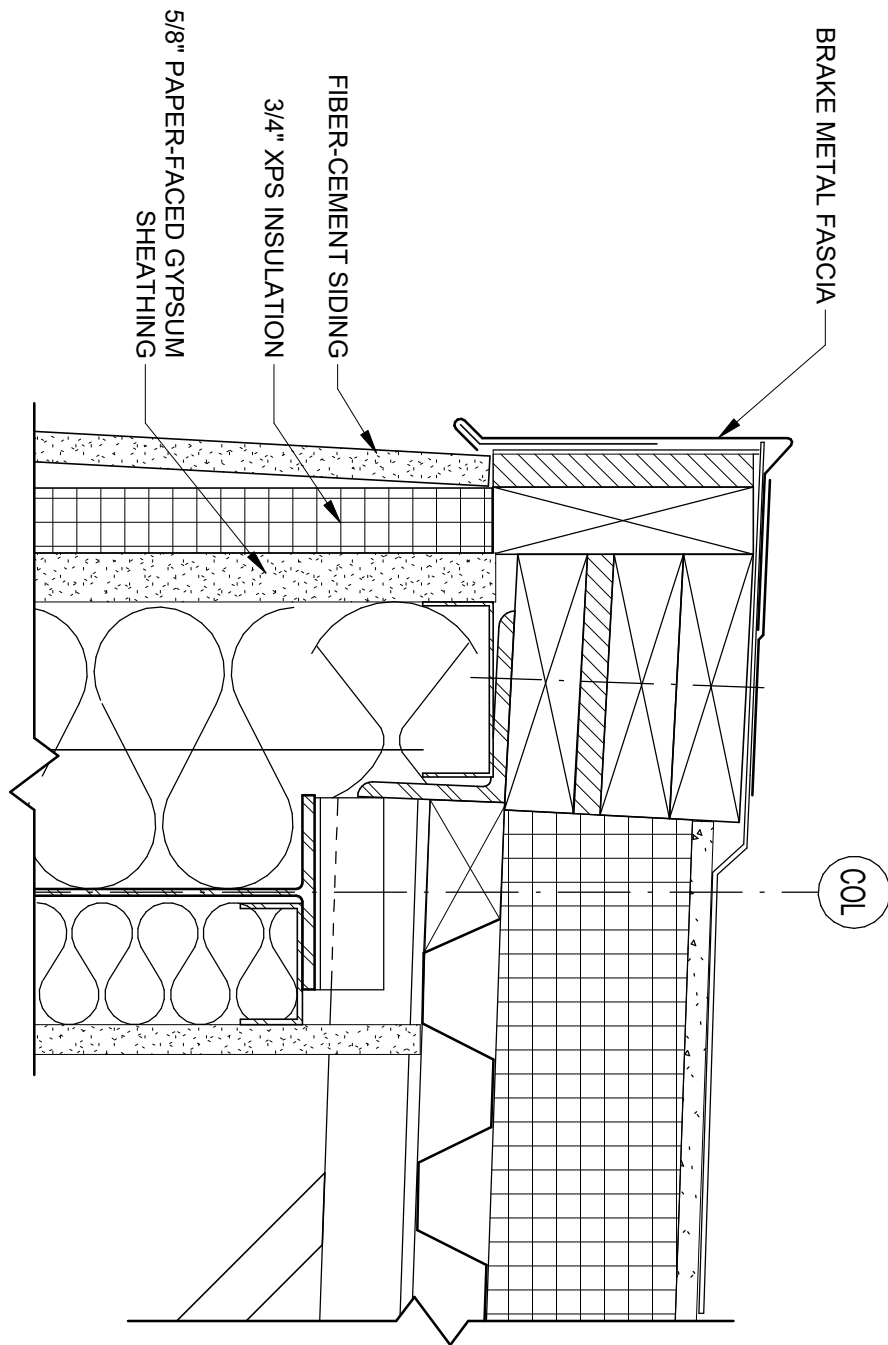 BRAKE METAL FASCIA
FIBER-CEMENT SIDING
3/4" XPS INSULATION
5/8" PAPER-FACED GYPSUM
SHEATHING
COL